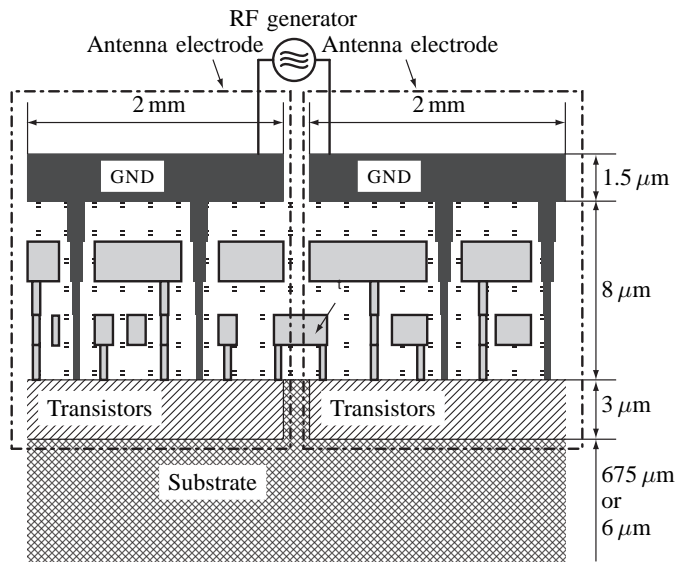 RF generator
Antenna electrode
Antenna electrode
2 mm
2 mm
GND
GND
1.5 μm
8 μm
t
Transistors
Transistors
3 μm
Substrate
675 μm
or
6 μm